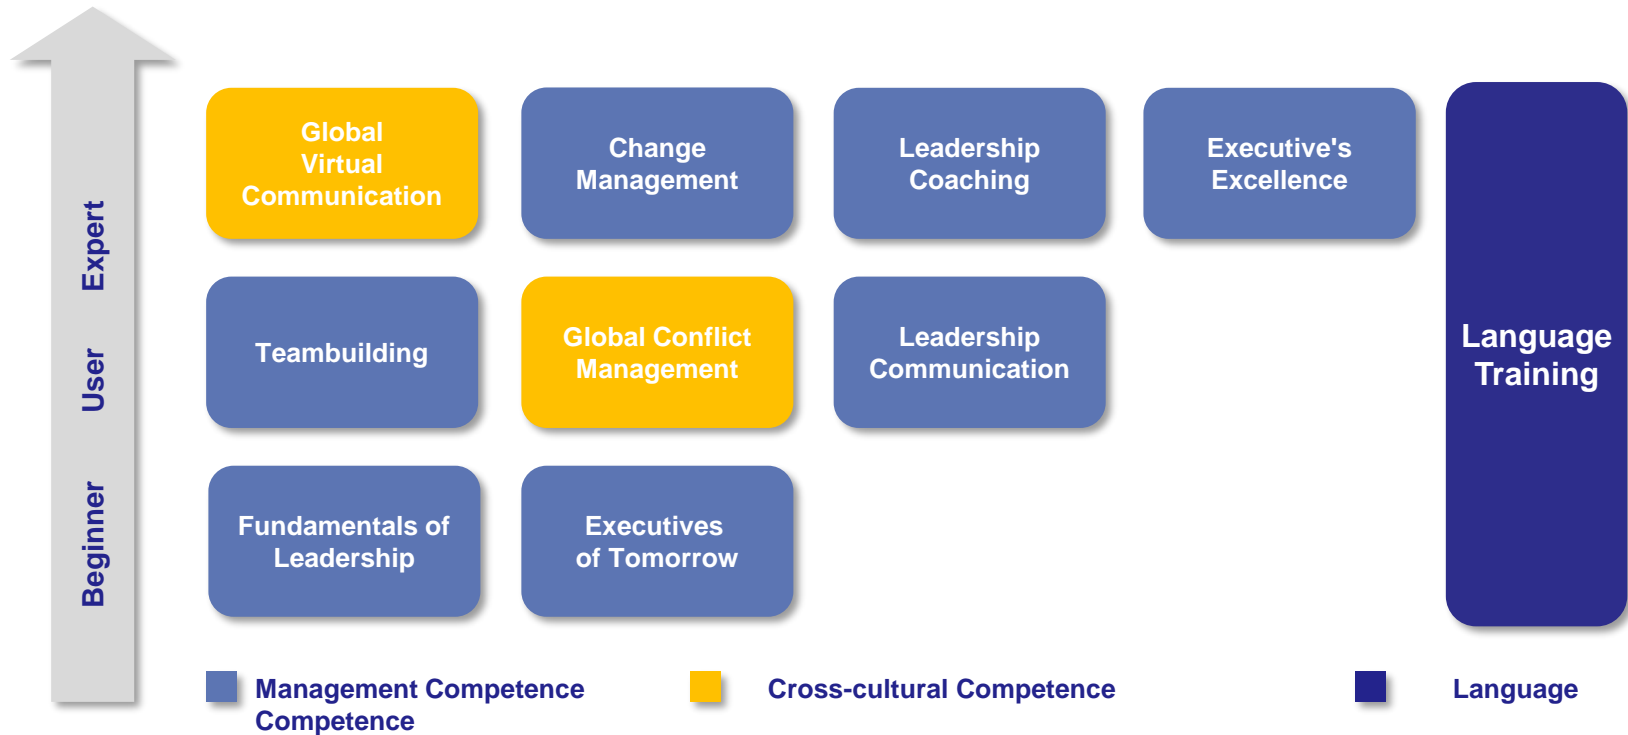 Expert
User
Beginner
Global
Virtual
Communication
Change
Management
Leadership
Coaching
Executive's
Excellence
Teambuilding
Global Conflict
Management
Leadership
Communication
Fundamentals of
Leadership
Executives
of Tomorrow
Language
Training
Management Competence
Competence
Cross-cultural Competence
Language